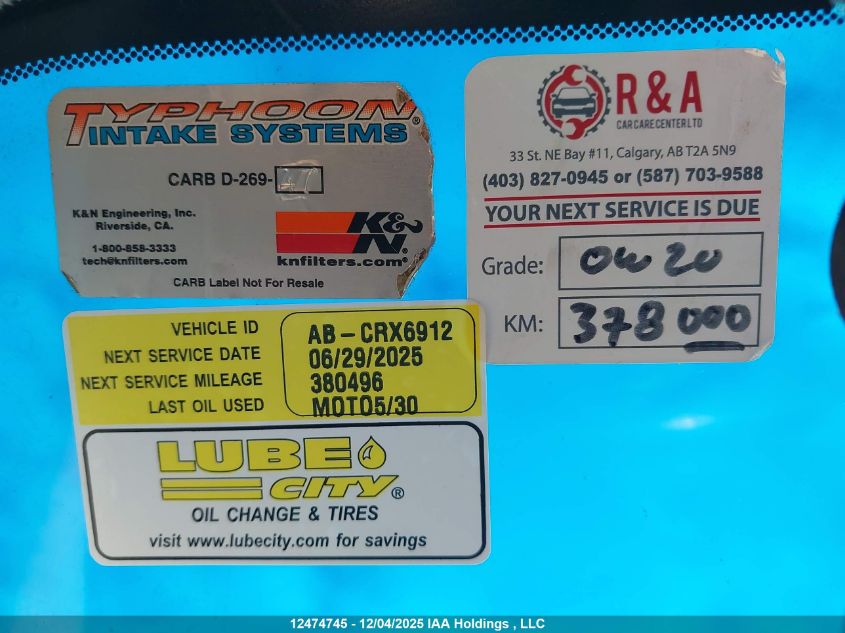 TYPHOON®
INTAKE SYSTEMS
CARB D-269-
K&N Engineering, Inc.
Riverside, CA.
1-800-858-3333
tech@knfilters.com
K&N
knfilters.com®
CARB Label Not For Resale
R & A
CAR CARE CENTER LTD
33 St. NE Bay #11, Calgary, AB T2A 5N9
(403) 827-0945 or (587) 703-9588
YOUR NEXT SERVICE IS DUE
Grade: 0W20
KM: 378000
VEHICLE ID AB-CRX6912
NEXT SERVICE DATE 06/29/2025
NEXT SERVICE MILEAGE 380496
LAST OIL USED MOTO5/30
LUBE
CITY®
OIL CHANGE & TIRES
visit www.lubecity.com for savings
12474745 - 12/04/2025 IAA Holdings , LLC